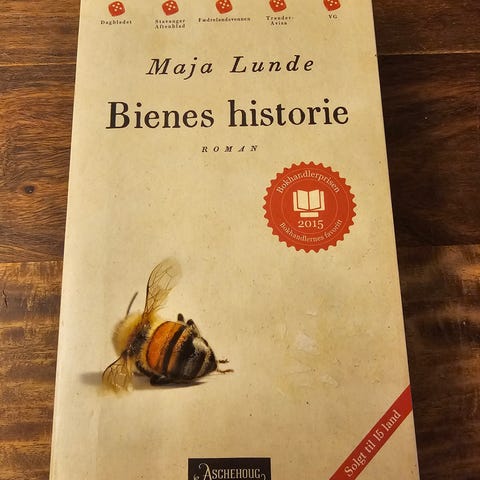 Dagbladet
Stavanger
Aftenblad
Fædrelandsvennen
Trønder-
Avisa
VG
Maja Lunde
Bienes historie
ROMAN
Bokhandlerprisen
2015
Bokhandlernes favoritt
Solgt til 15 land
ASCHEHOUG